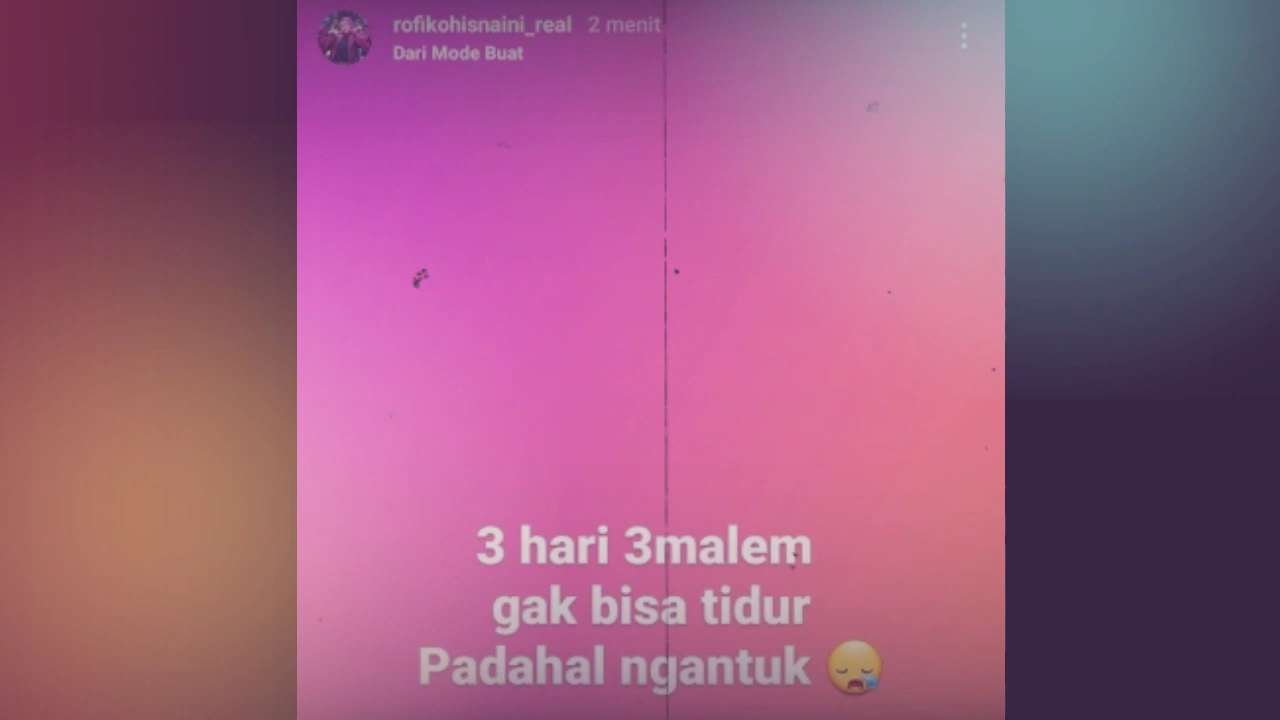 rofikohisnaini_real 2 menit
Dari Mode Buat
3 hari 3malem
gak bisa tidur
Padahal ngantuk 😪